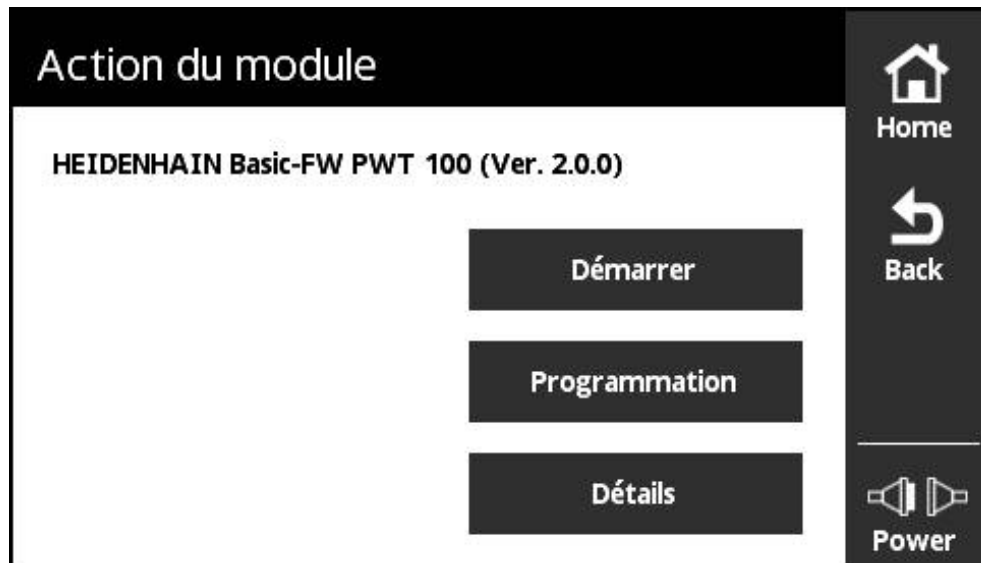 Action du module
HEIDENHAIN Basic-FW PWT 100 (Ver. 2.0.0)
Démarrer
Programmation
Détails
Home
Back
Power